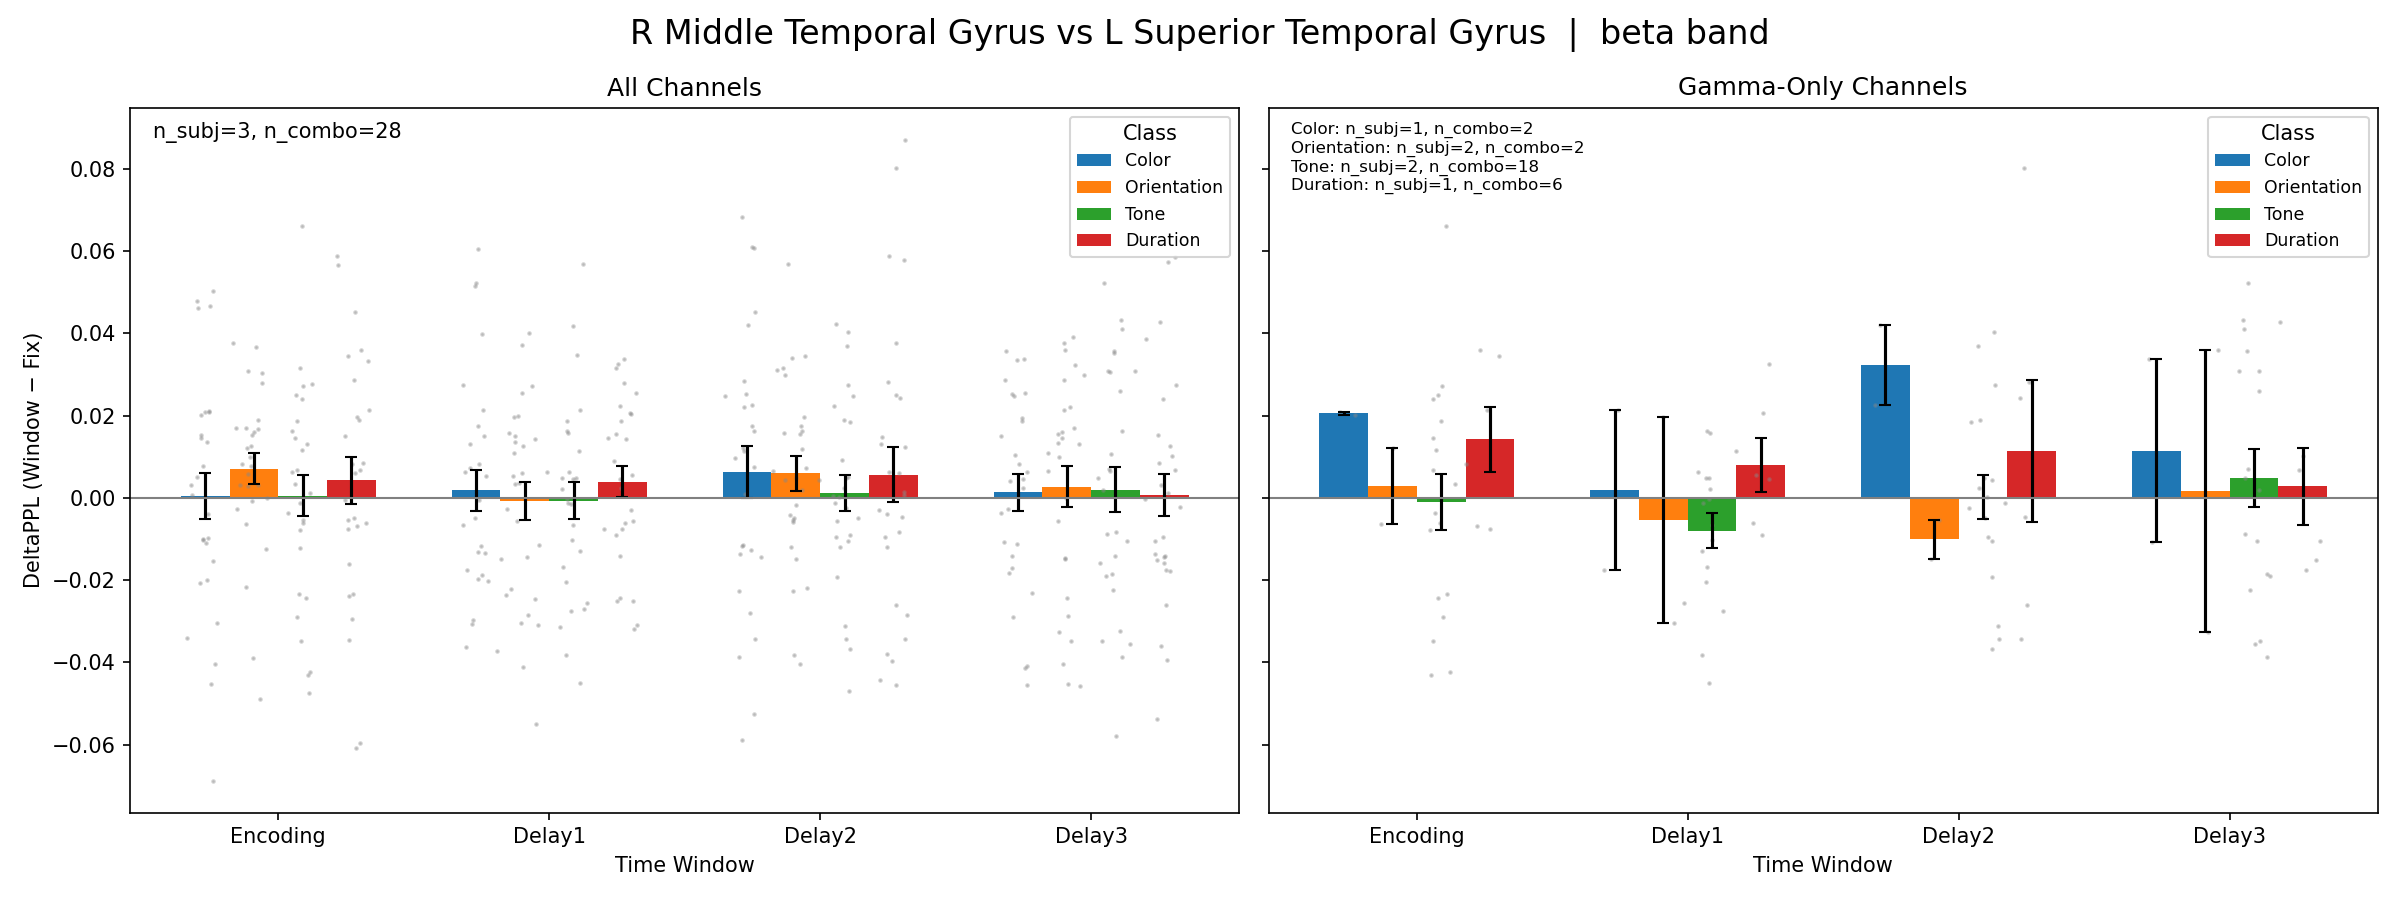 R Middle Temporal Gyrus vs L Superior Temporal Gyrus | beta band
All Channels
n_subj=3, n_combo=28
Class
Color
Orientation
Tone
Duration
0.08
0.06
0.04
0.02
0.00
−0.02
−0.04
−0.06
DeltaPPL (Window − Fix)
Encoding
Delay1
Delay2
Delay3
Time Window
Gamma-Only Channels
Color: n_subj=1, n_combo=2
Orientation: n_subj=2, n_combo=2
Tone: n_subj=2, n_combo=18
Duration: n_subj=1, n_combo=6
Class
Color
Orientation
Tone
Duration
Encoding
Delay1
Delay2
Delay3
Time Window